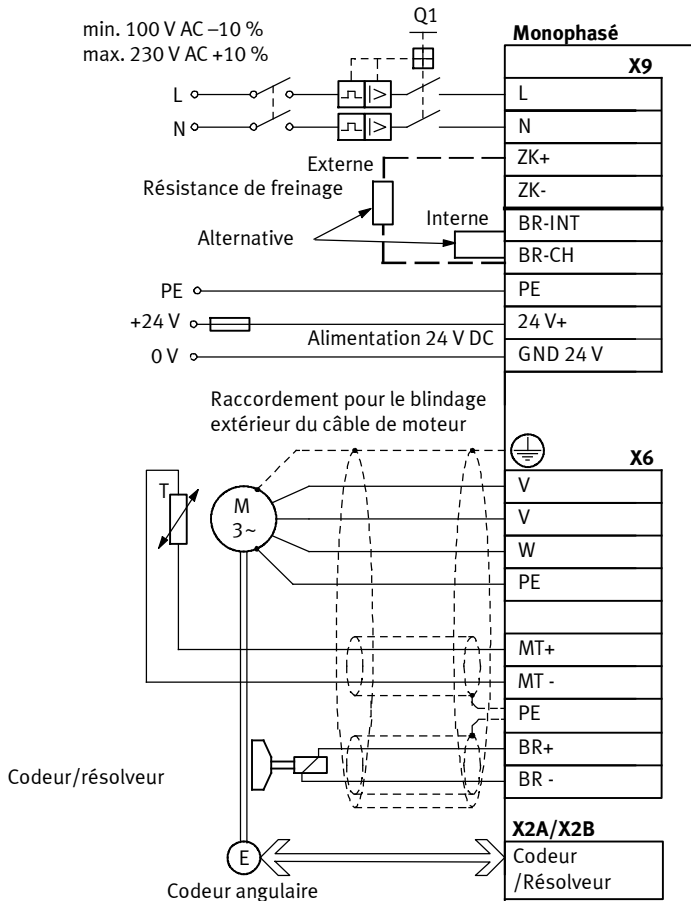 min. 100 V AC –10 %
max. 230 V AC +10 %
Q1
Monophasé
X9
L
L
N
N
Externe
ZK+
Résistance de freinage
ZK-
Interne
BR-INT
Alternative
BR-CH
PE
PE
+24 V
Alimentation 24 V DC
24 V+
0 V
GND 24 V
Raccordement pour le blindage
extérieur du câble de moteur
X6
T
M
3~
V
V
W
PE
MT+
MT -
PE
BR+
Codeur/résolveur
BR -
X2A/X2B
E
Codeur
/Résolveur
Codeur angulaire